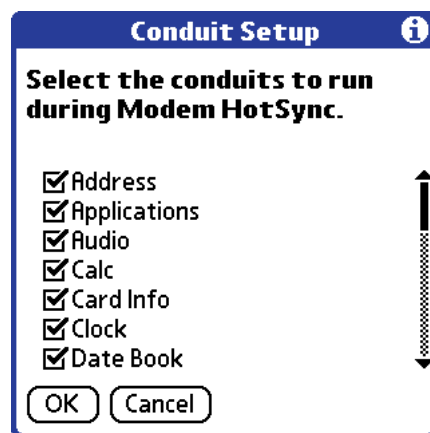 Conduit Setup
Select the conduits to run
during Modem HotSync.
Address
Applications
Audio
Calc
Card Info
Clock
Date Book
OK Cancel